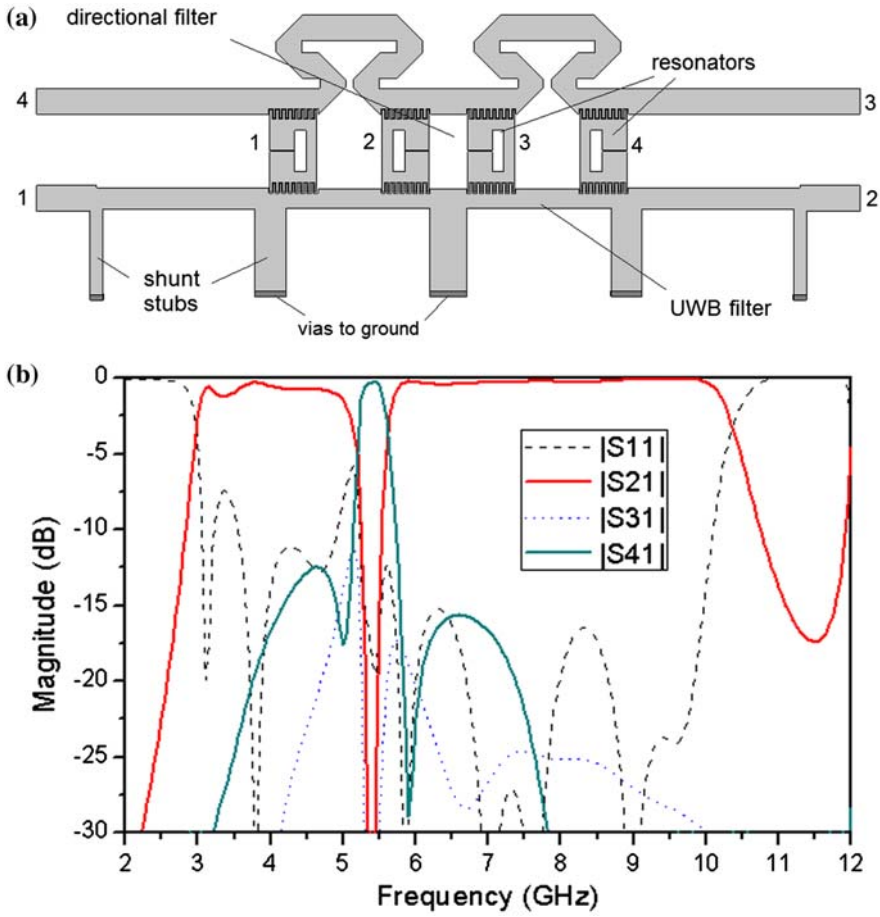 (a)
directional filter
resonators
4
3
1
2
3
4
1
2
shunt
stubs
vias to ground
UWB filter
(b)
0
-5
-10
-15
-20
-25
-30
Magnitude (dB)
|S11|
|S21|
|S31|
|S41|
2
3
4
5
6
7
8
9
10
11
12
Frequency (GHz)